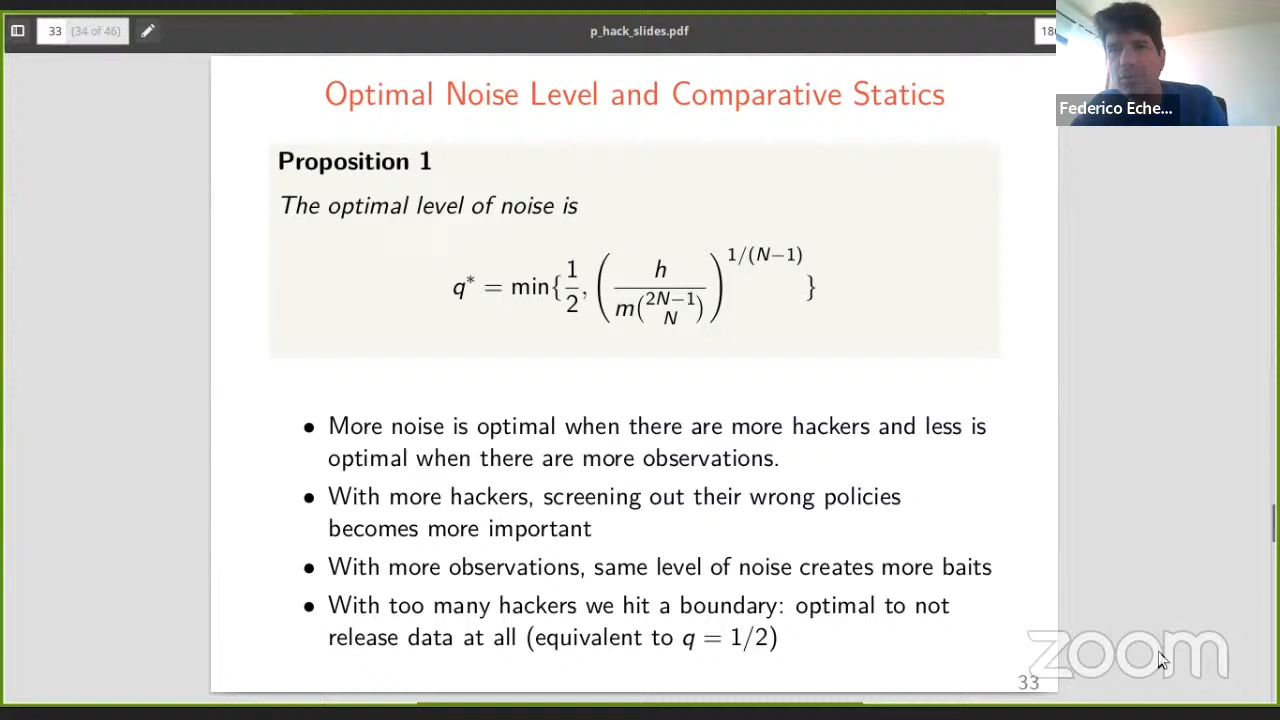 33 (34 of 46)
p_hack_slides.pdf
Federico Eche...
Optimal Noise Level and Comparative Statics
Proposition 1
The optimal level of noise is
q* = min{1/2, (h / m(2N−1 N))^1/(N−1)}
• More noise is optimal when there are more hackers and less is
optimal when there are more observations.
• With more hackers, screening out their wrong policies
becomes more important
• With more observations, same level of noise creates more baits
• With too many hackers we hit a boundary: optimal to not
release data at all (equivalent to q = 1/2)
zoom
33